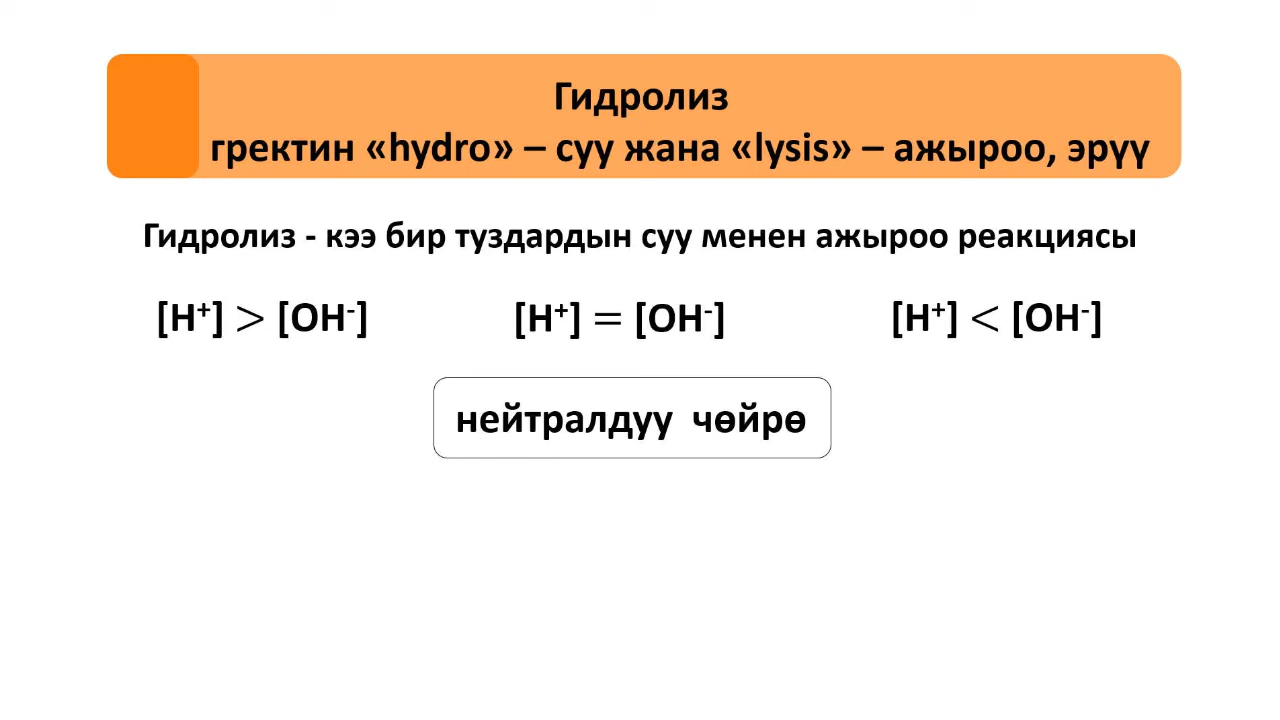 Гидролиз
гректин «hydro» – суу жана «lysis» – ажыроо, эрүү
Гидролиз - кээ бир туздардын суу менен ажыроо реакциясы
[H⁺] > [OH⁻] [H⁺] = [OH⁻] [H⁺] < [OH⁻]
нейтралдуу чөйрө